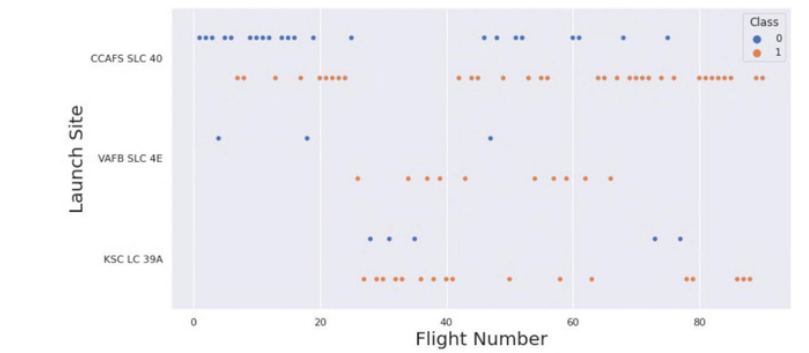 Class
0
1
CCAFS SLC 40
VAFB SLC 4E
KSC LC 39A
Launch Site
0 20 40 60 80
Flight Number